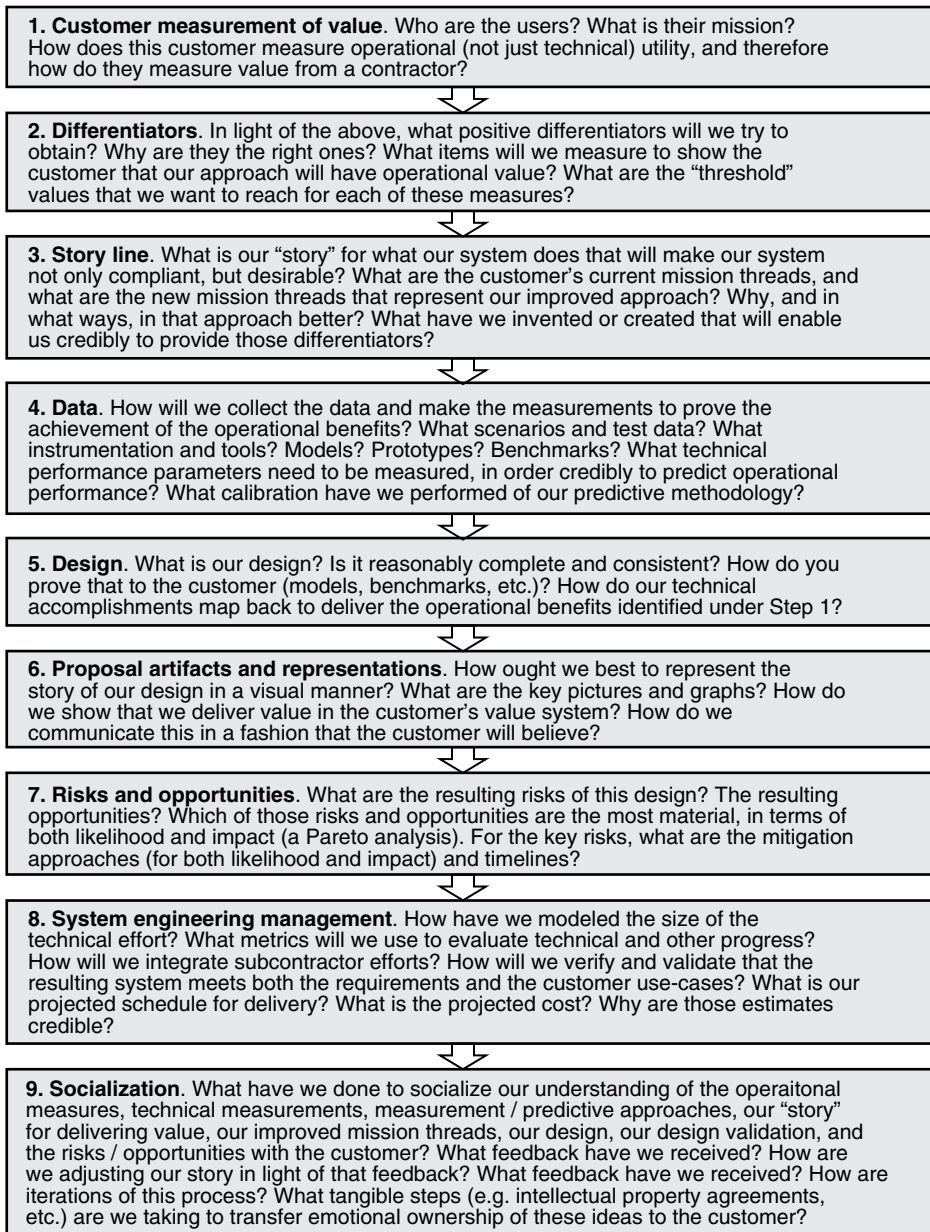 1. Customer measurement of value. Who are the users? What is their mission?
How does this customer measure operational (not just technical) utility, and therefore
how do they measure value from a contractor?
2. Differentiators. In light of the above, what positive differentiators will we try to
obtain? Why are they the right ones? What items will we measure to show the
customer that our approach will have operational value? What are the “threshold”
values that we want to reach for each of these measures?
3. Story line. What is our “story” for what our system does that will make our system
not only compliant, but desirable? What are the customer’s current mission threads, and
what are the new mission threads that represent our improved approach? Why, and in
what ways, in that approach better? What have we invented or created that will enable
us credibly to provide those differentiators?
4. Data. How will we collect the data and make the measurements to prove the
achievement of the operational benefits? What scenarios and test data? What
instrumentation and tools? Models? Prototypes? Benchmarks? What technical
performance parameters need to be measured, in order credibly to predict operational
performance? What calibration have we performed of our predictive methodology?
5. Design. What is our design? Is it reasonably complete and consistent? How do you
prove that to the customer (models, benchmarks, etc.)? How do our technical
accomplishments map back to deliver the operational benefits identified under Step 1?
6. Proposal artifacts and representations. How ought we best to represent the
story of our design in a visual manner? What are the key pictures and graphs? How do
we show that we deliver value in the customer’s value system? How do we
communicate this in a fashion that the customer will believe?
7. Risks and opportunities. What are the resulting risks of this design? The resulting
opportunities? Which of those risks and opportunities are the most material, in terms of
both likelihood and impact (a Pareto analysis). For the key risks, what are the mitigation
approaches (for both likelihood and impact) and timelines?
8. System engineering management. How have we modeled the size of the
technical effort? What metrics will we use to evaluate technical and other progress?
How will we integrate subcontractor efforts? How will we verify and validate that the
resulting system meets both the requirements and the customer use-cases? What is our
projected schedule for delivery? What is the projected cost? Why are those estimates
credible?
9. Socialization. What have we done to socialize our understanding of the operaitonal
measures, technical measurements, measurement / predictive approaches, our “story”
for delivering value, our improved mission threads, our design, our design validation, and
the risks / opportunities with the customer? What feedback have we received? How are
we adjusting our story in light of that feedback? What feedback have we received? How are
iterations of this process? What tangible steps (e.g. intellectual property agreements,
etc.) are we taking to transfer emotional ownership of these ideas to the customer?